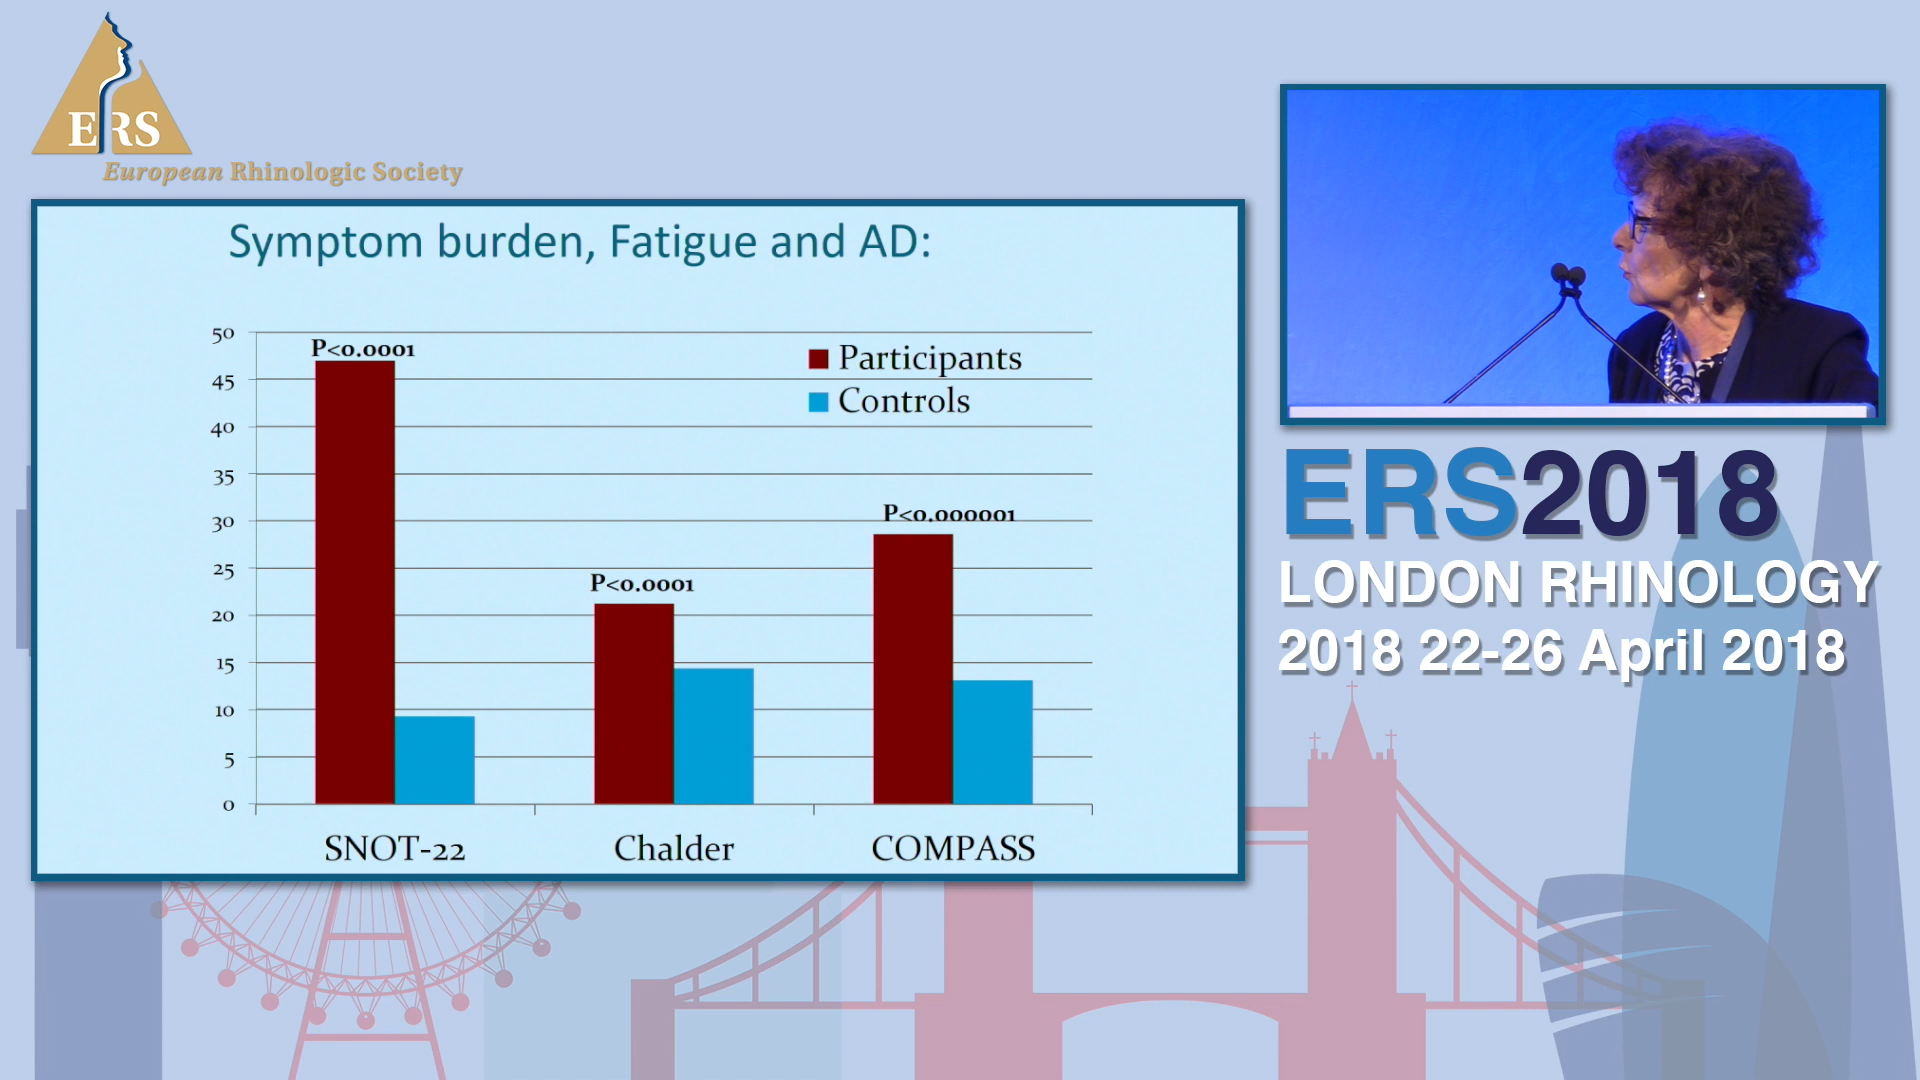 ERS
European Rhinologic Society
Symptom burden, Fatigue and AD:
50
45
40
35
30
25
20
15
10
5
0
P<0.0001
P<0.0001
P<0.000001
Participants
Controls
SNOT-22
Chalder
COMPASS
ERS2018
LONDON RHINOLOGY
2018 22-26 April 2018